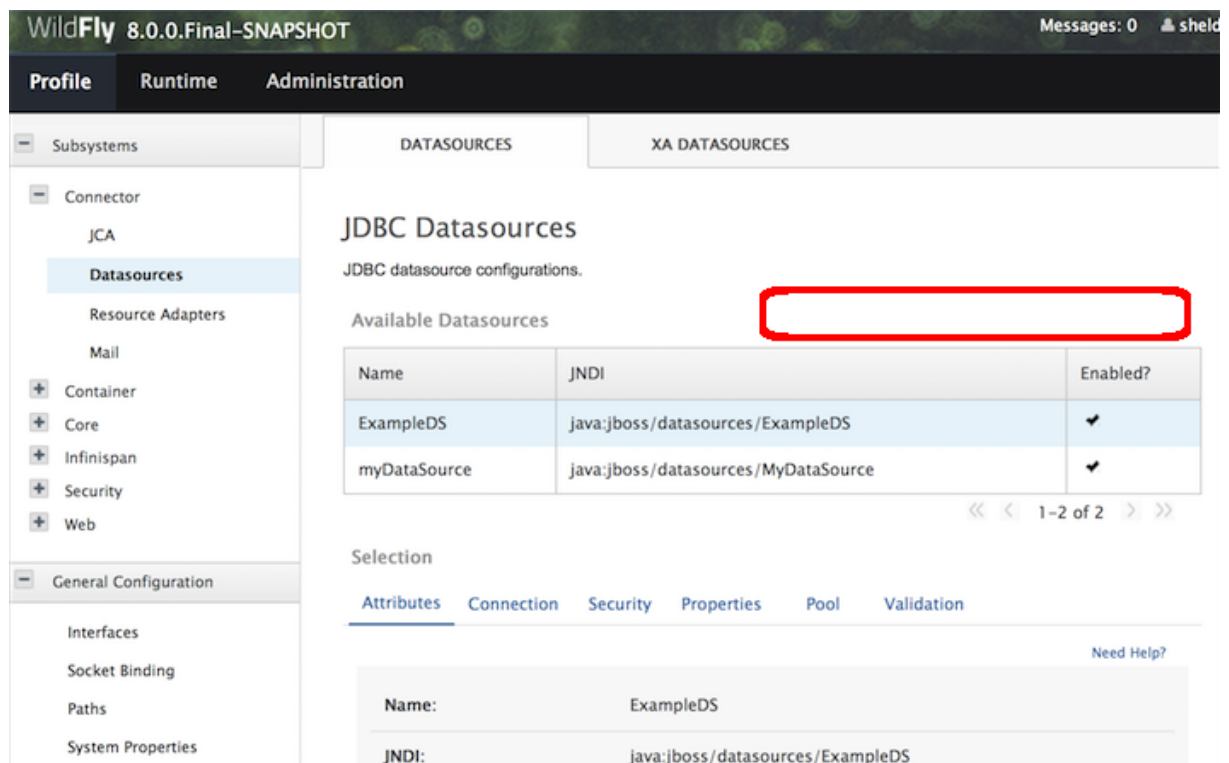 WildFly 8.0.0.Final-SNAPSHOT Messages: 0 sheld
Profile Runtime Administration
Subsystems
Connector
JCA
Datasources
Resource Adapters
Mail
Container
Core
Infinispan
Security
Web
General Configuration
Interfaces
Socket Binding
Paths
System Properties
DATASOURCES XA DATASOURCES
JDBC Datasources
JDBC datasource configurations.
Available Datasources
Name JNDI Enabled?
ExampleDS java:jboss/datasources/ExampleDS ✔
myDataSource java:jboss/datasources/MyDataSource ✔
1-2 of 2
Selection
Attributes Connection Security Properties Pool Validation
Need Help?
Name: ExampleDS
JNDI: java:jboss/datasources/ExampleDS